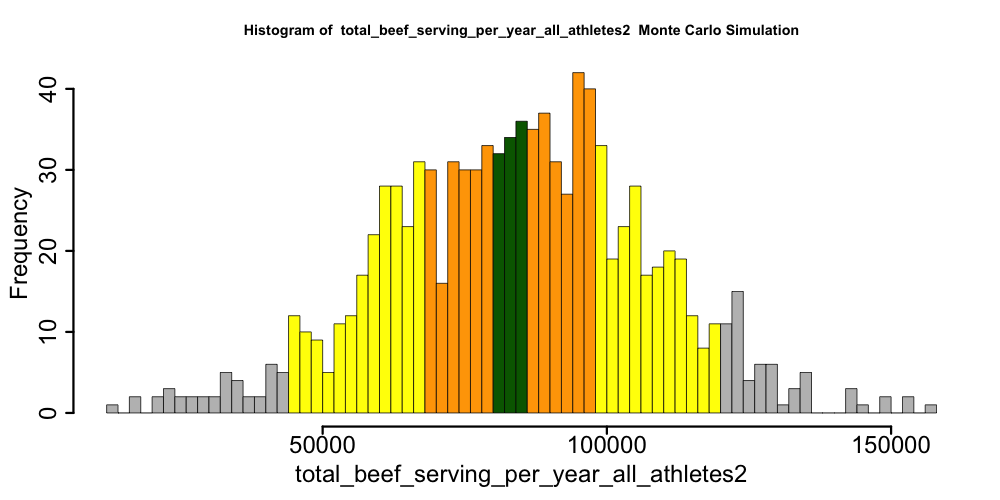 Histogram of  total_beef_serving_per_year_all_athletes2  Monte Carlo Simulation
Frequency
40
30
20
10
0
50000
100000
150000
total_beef_serving_per_year_all_athletes2